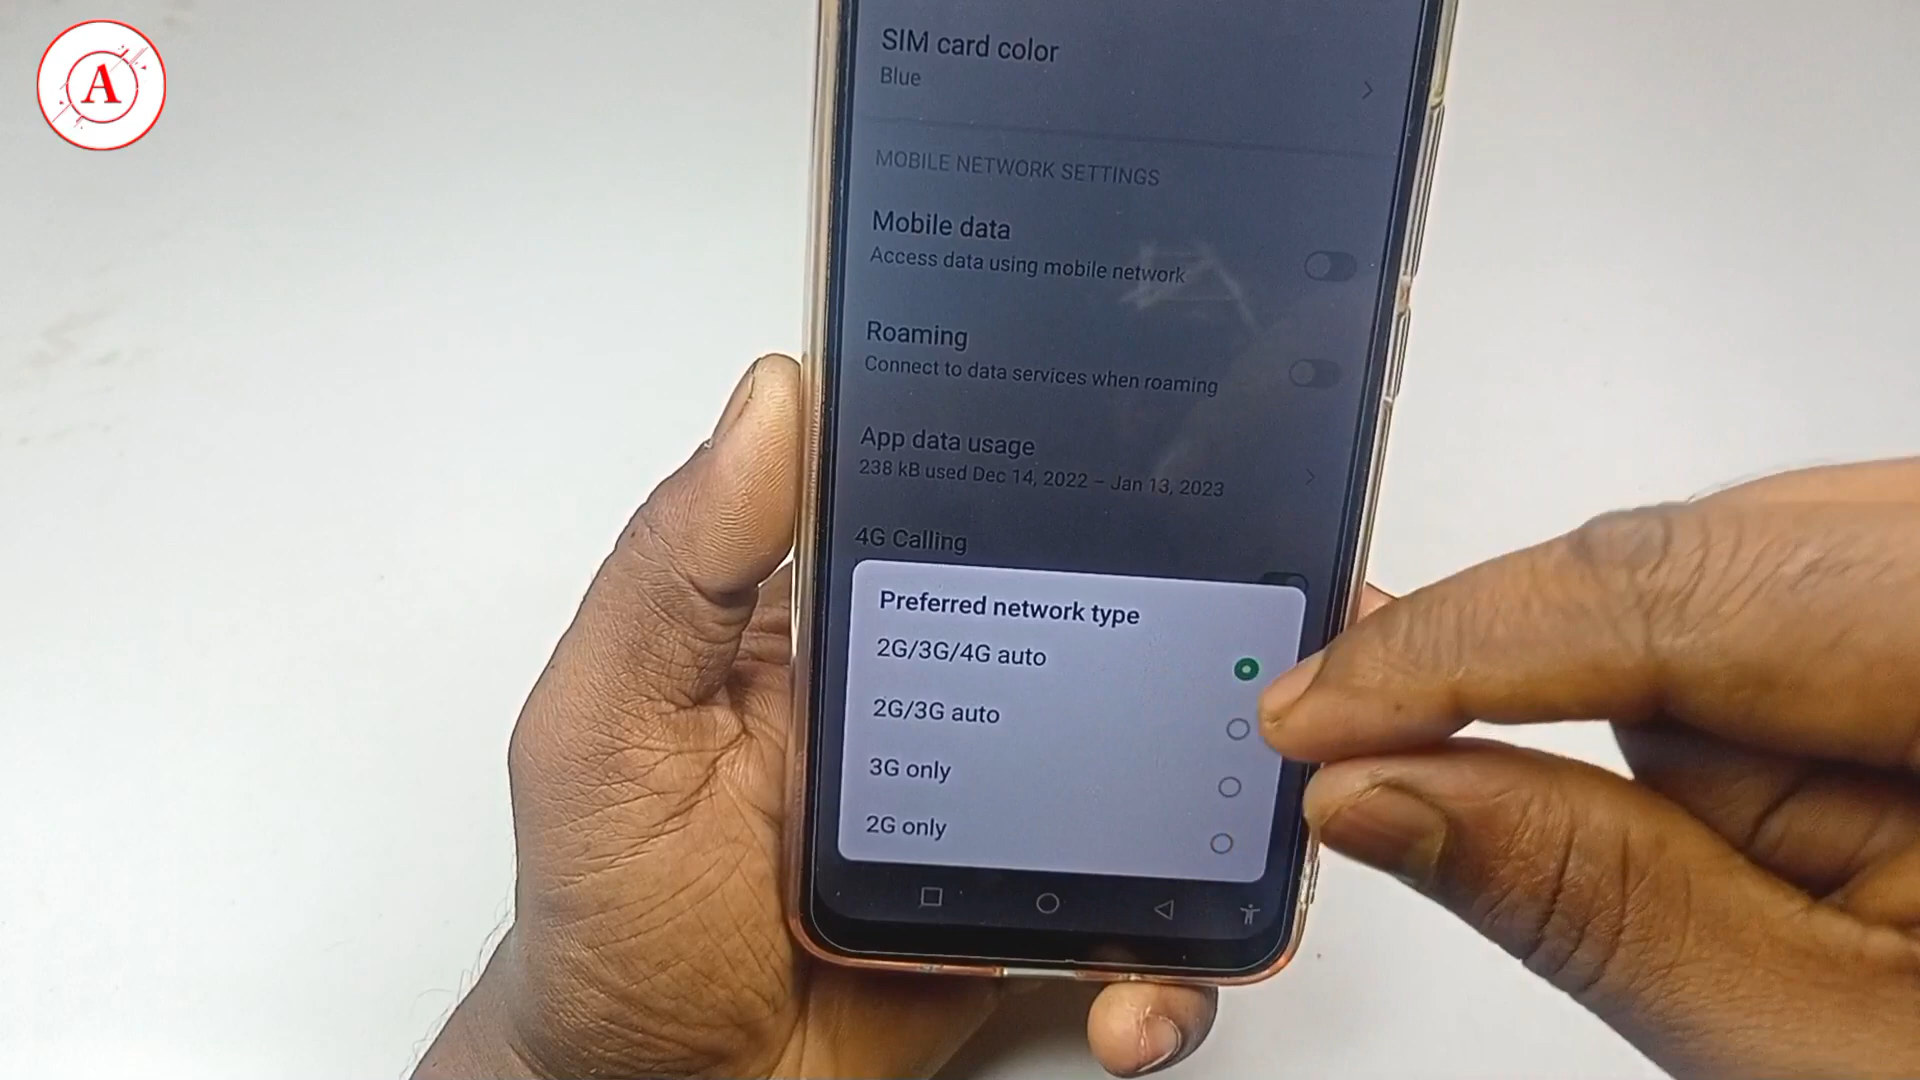 A
SIM card color
Blue
MOBILE NETWORK SETTINGS
Mobile data
Access data using mobile network
Roaming
Connect to data services when roaming
App data usage
238 kB used Dec 14, 2022 – Jan 13, 2023
4G Calling
Preferred network type
2G/3G/4G auto
2G/3G auto
3G only
2G only